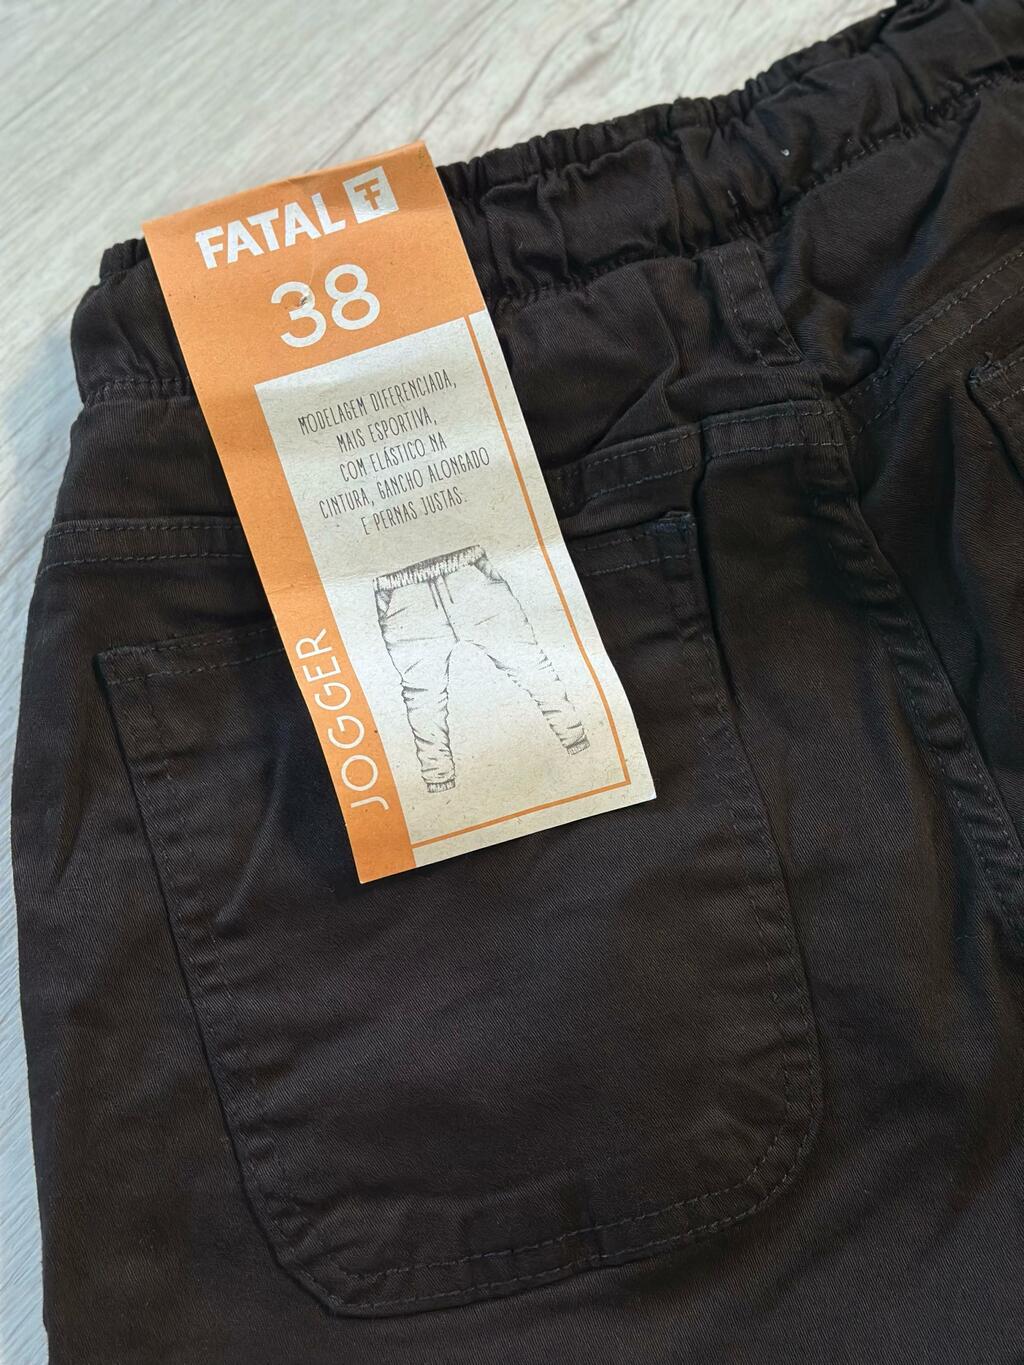 FATAL F
38
MODELAGEM DIFERENCIADA,
MAIS ESPORTIVA,
COM ELÁSTICO NA
CINTURA, GANCHO ALONGADO
E PERNAS JUSTAS.
JOGGER